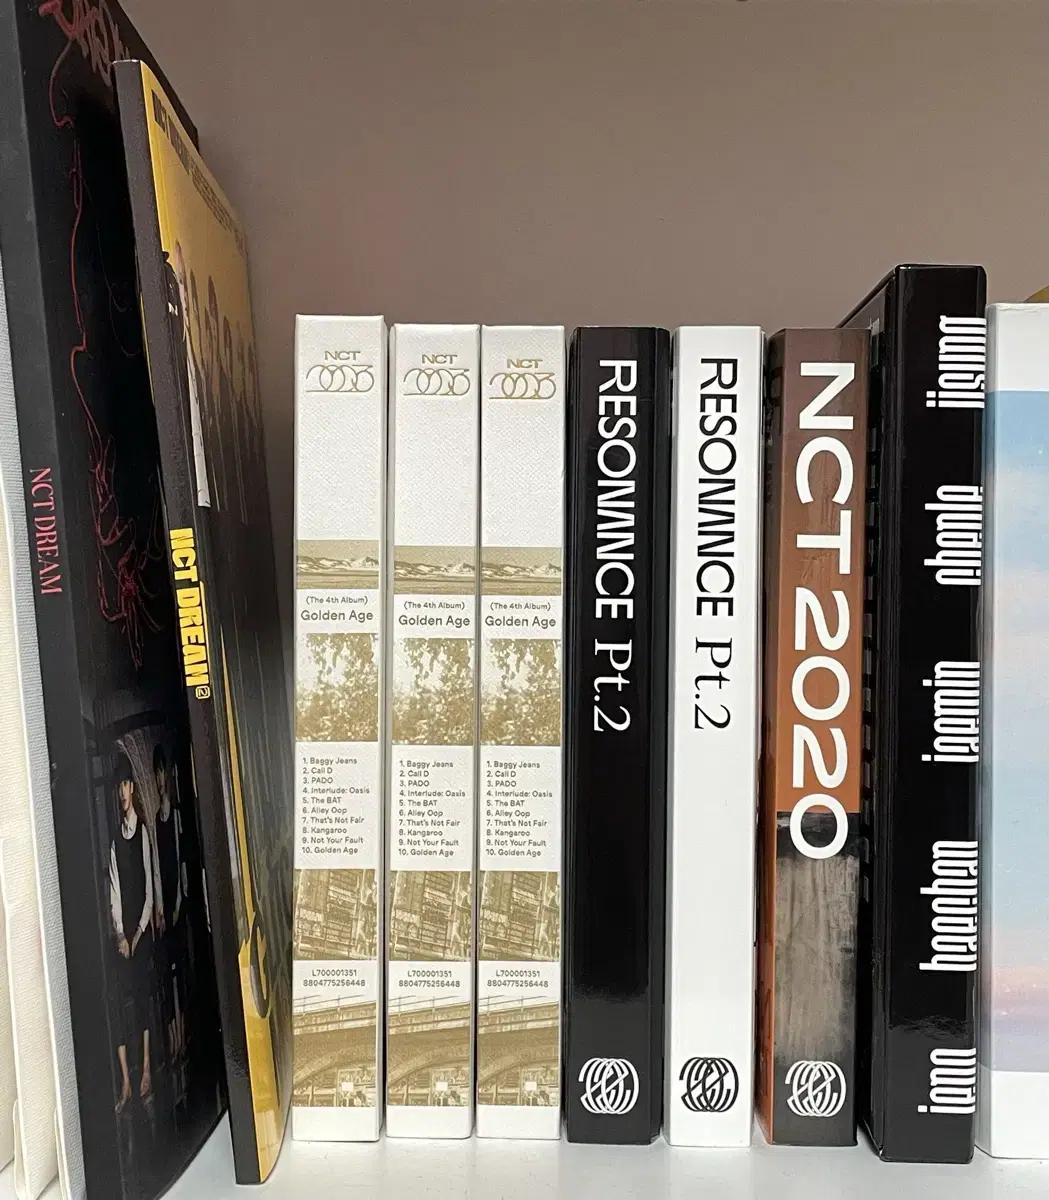 NCT DREAM
NCT DREAM
NCT DREAM
NCT
2023
(The 4th Album)
Golden Age
1. Baggy Jeans
2. Call D
3. PADO
4. Interlude: Oasis
5. The BAT
6. Alley Oop
7. That's Not Fair
8. Kangaroo
9. Not Your Fault
10. Golden Age
L700001351
8804775256448
NCT
2023
(The 4th Album)
Golden Age
1. Baggy Jeans
2. Call D
3. PADO
4. Interlude: Oasis
5. The BAT
6. Alley Oop
7. That's Not Fair
8. Kangaroo
9. Not Your Fault
10. Golden Age
L700001351
8804775256448
NCT
2023
(The 4th Album)
Golden Age
1. Baggy Jeans
2. Call D
3. PADO
4. Interlude: Oasis
5. The BAT
6. Alley Oop
7. That's Not Fair
8. Kangaroo
9. Not Your Fault
10. Golden Age
L700001351
8804775256448
RESONANCE Pt.2
RESONANCE Pt.2
NCT 2020
jisung
chenle
jaemin
haechan
jeno